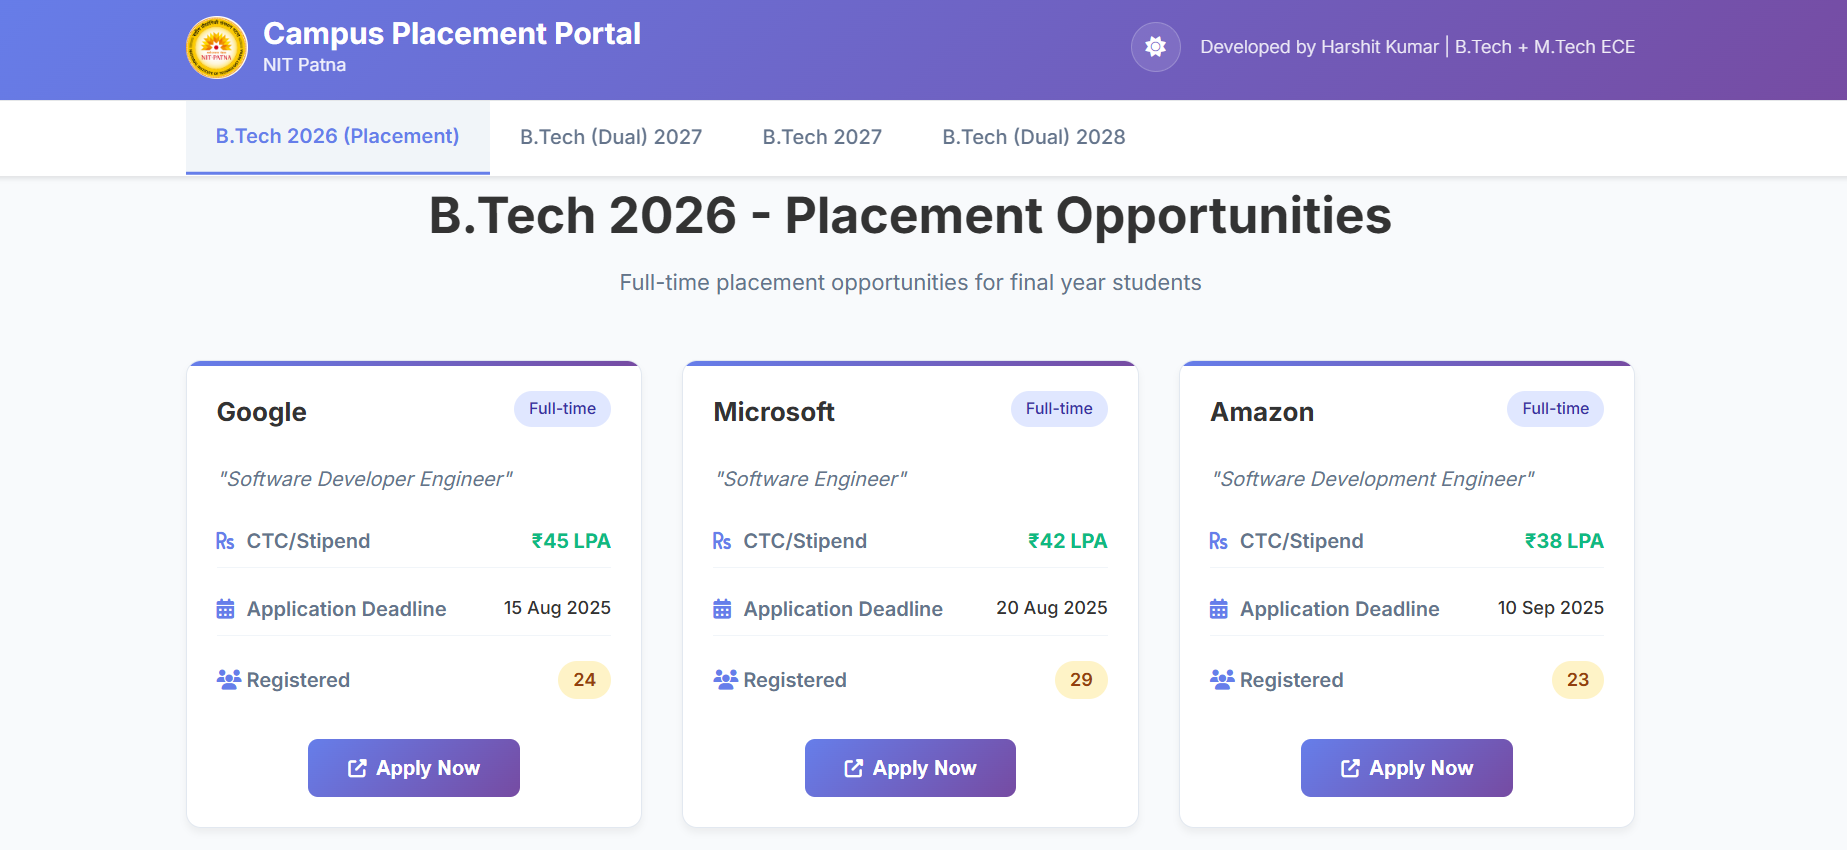 Campus Placement Portal
NIT Patna
NIT-PATNA
Developed by Harshit Kumar | B.Tech + M.Tech ECE
B.Tech 2026 (Placement)
B.Tech (Dual) 2027
B.Tech 2027
B.Tech (Dual) 2028
B.Tech 2026 - Placement Opportunities
Full-time placement opportunities for final year students
Google
Full-time
"Software Developer Engineer"
Rs CTC/Stipend ₹45 LPA
Application Deadline 15 Aug 2025
Registered 24
Apply Now
Microsoft
Full-time
"Software Engineer"
Rs CTC/Stipend ₹42 LPA
Application Deadline 20 Aug 2025
Registered 29
Apply Now
Amazon
Full-time
"Software Development Engineer"
Rs CTC/Stipend ₹38 LPA
Application Deadline 10 Sep 2025
Registered 23
Apply Now